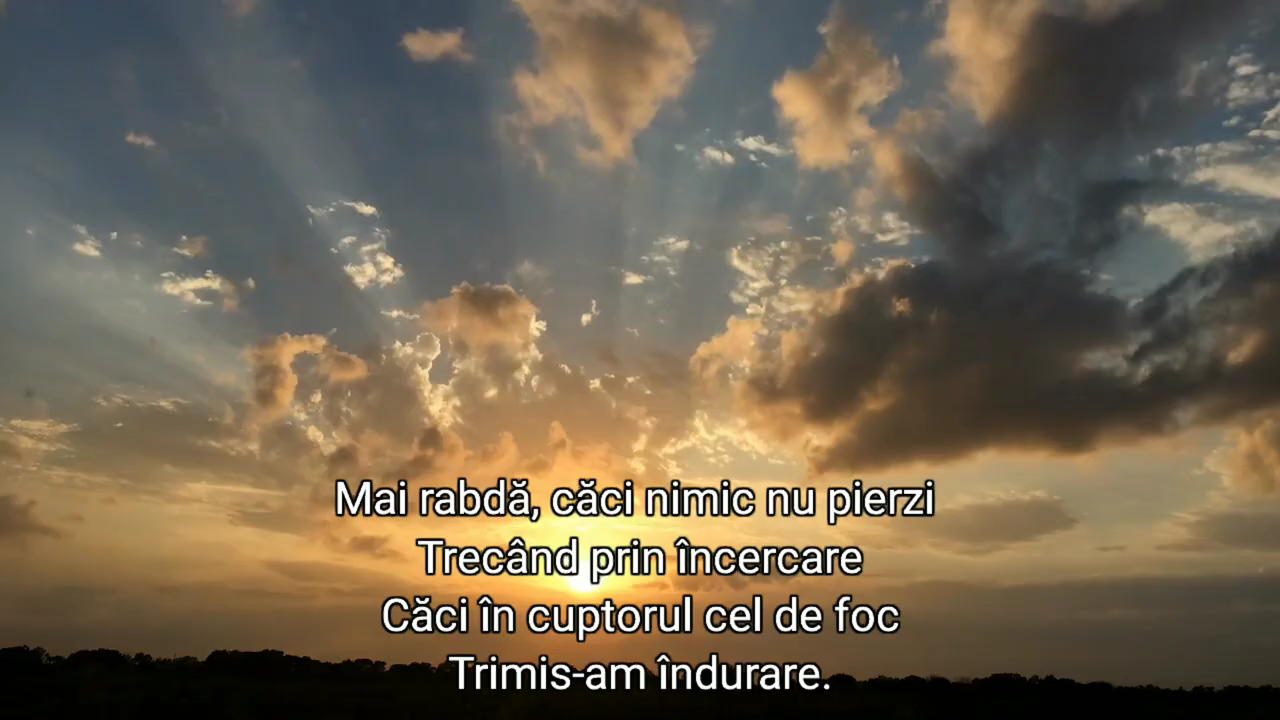 Mai rabdă, căci nimic nu pierzi
Trecând prin încercare
Căci în cuptorul cel de foc
Trimis-am îndurare.